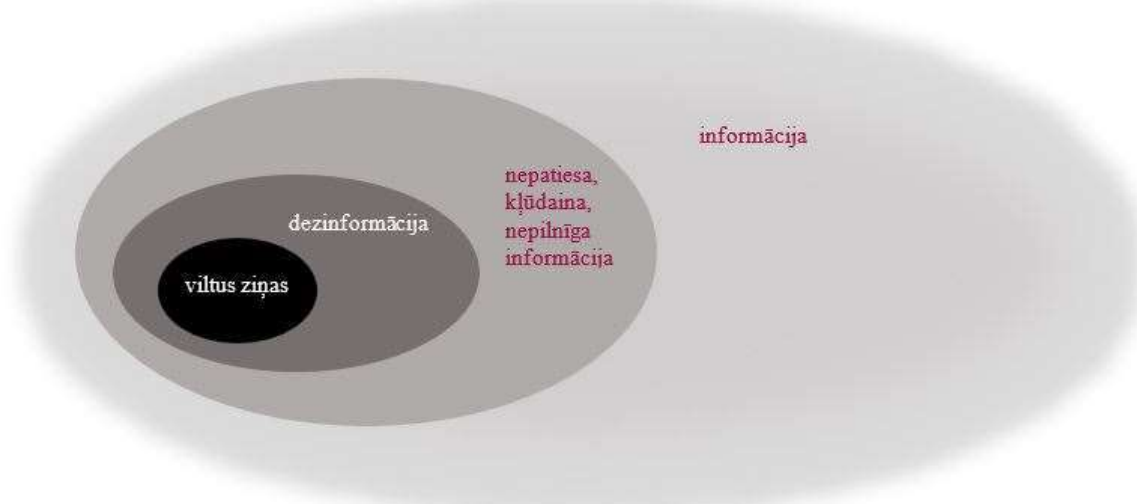 informācija
nepatiesa,
kļūdaina,
nepilnīga
informācija
dezinformācija
viltus ziņas